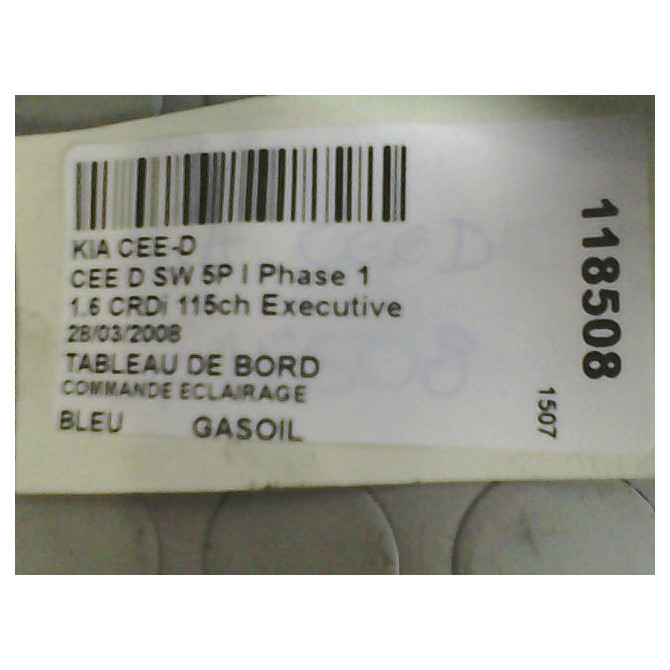 KIA CEE-D
CEE D SW 5P I Phase 1
1.6 CRDi 115ch Executive
28/03/2008
TABLEAU DE BORD
COMMANDE ECLAIRAGE
BLEU GASOIL
118508
1507
CEE D